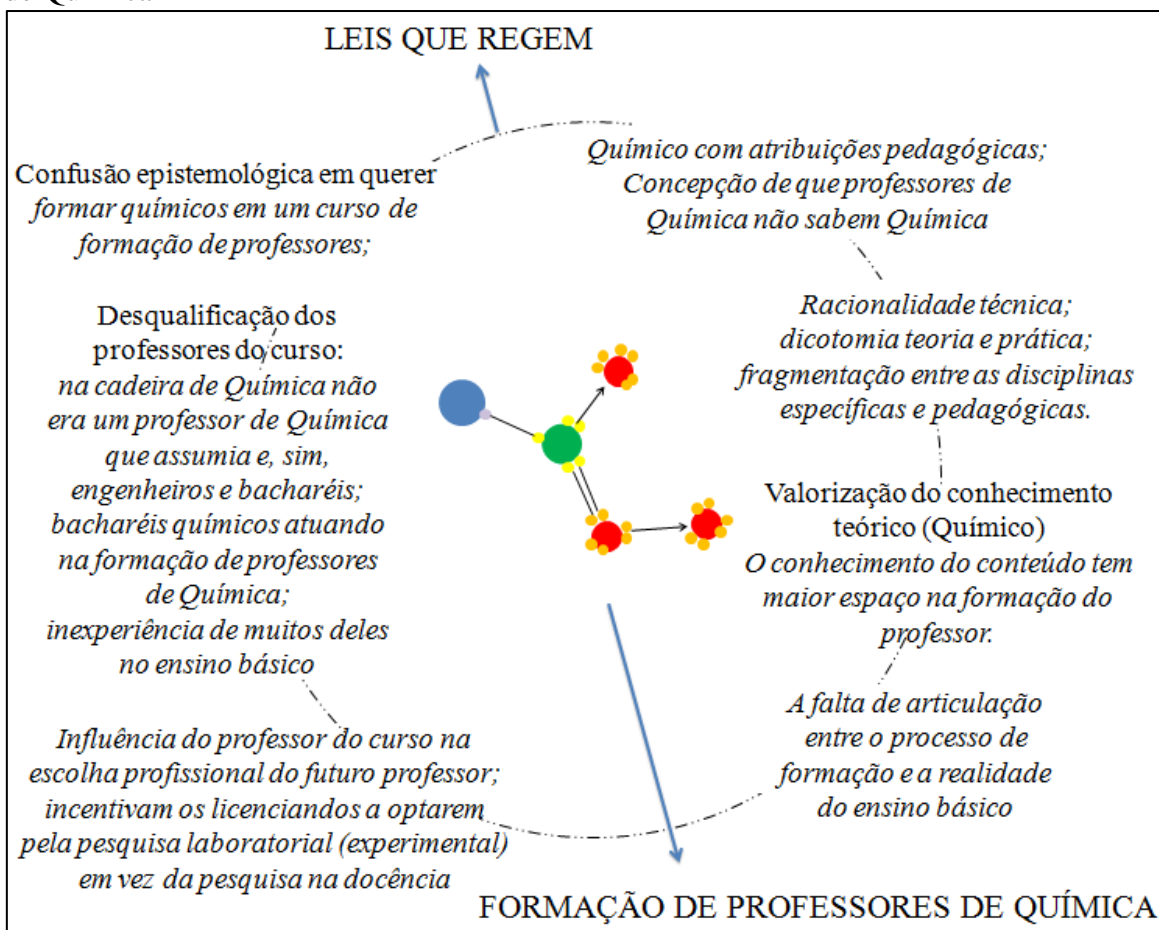 LEIS QUE REGEM
Confusão epistemológica em querer
formar químicos em um curso de
formação de professores;
Químico com atribuições pedagógicas;
Concepção de que professores de
Química não sabem Química
Desqualificação dos
professores do curso:
na cadeira de Química não
era um professor de Química
que assumia e, sim,
engenheiros e bacharéis;
bacharéis químicos atuando
na formação de professores
de Química;
inexperiência de muitos deles
no ensino básico
Racionalidade técnica;
dicotomia teoria e prática;
fragmentação entre as disciplinas
específicas e pedagógicas.
Valorização do conhecimento
teórico (Químico)
O conhecimento do conteúdo tem
maior espaço na formação do
professor.
Influência do professor do curso na
escolha profissional do futuro professor;
incentivam os licenciandos a optarem
pela pesquisa laboratorial (experimental)
em vez da pesquisa na docência
A falta de articulação
entre o processo de
formação e a realidade
do ensino básico
FORMAÇÃO DE PROFESSORES DE QUÍMICA